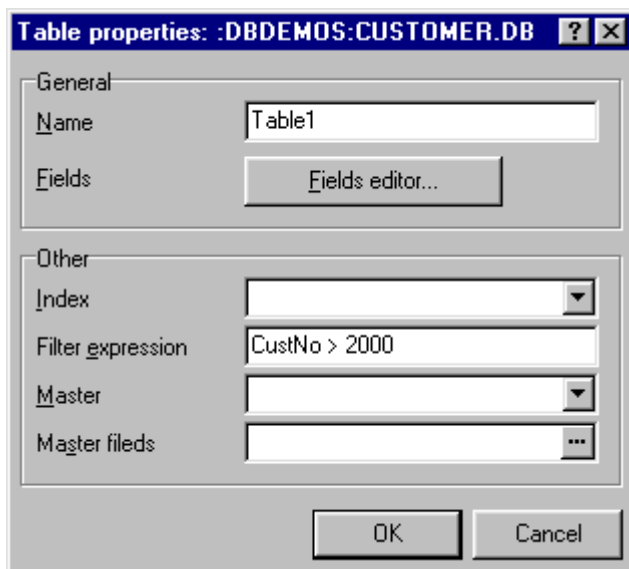 Table properties: :DBDEMOS:CUSTOMER.DB
General
Name Table1
Fields Fields editor...
Other
Index
Filter expression CustNo > 2000
Master
Master fileds ...
OK Cancel